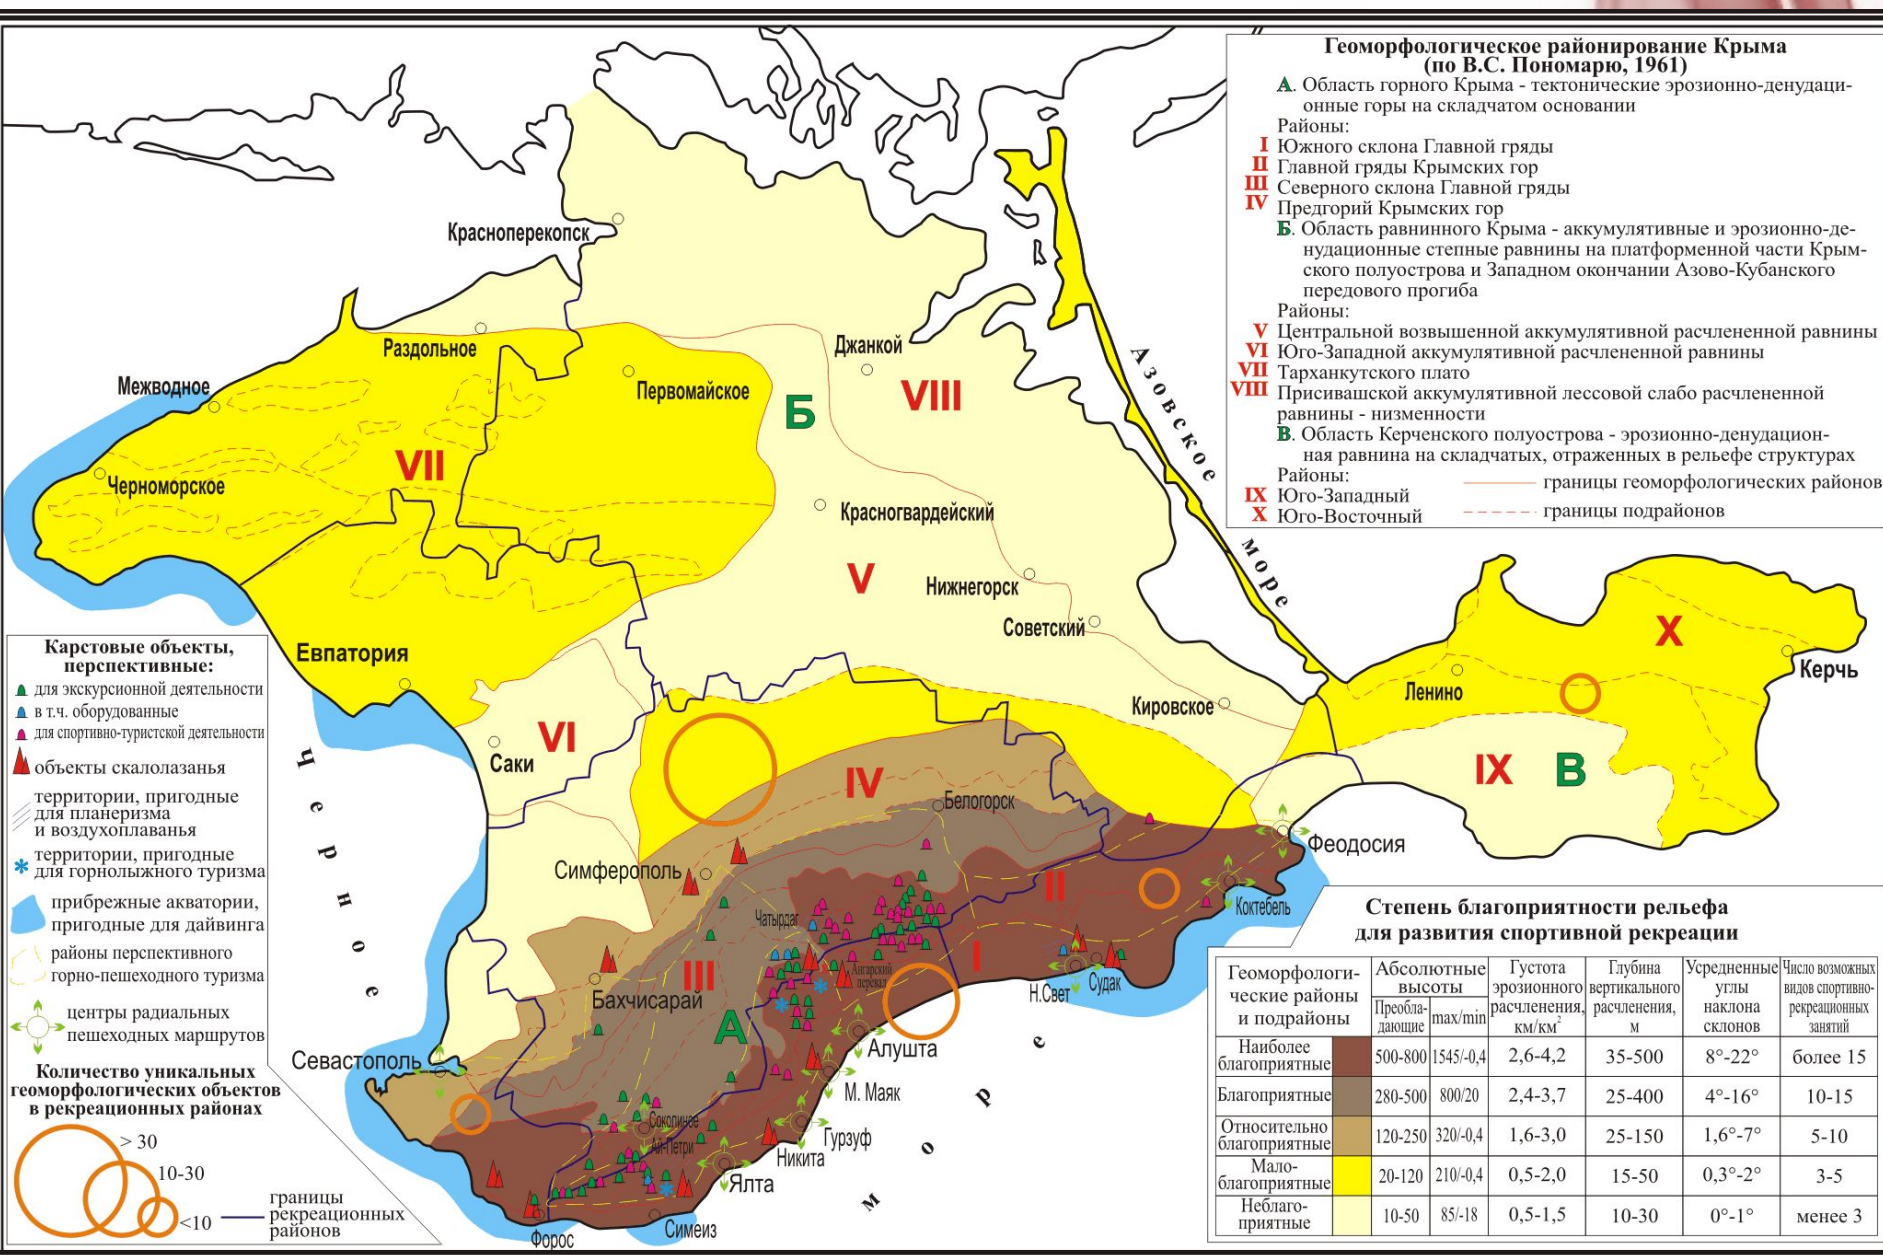 Геоморфологическое районирование Крыма
(по В.С. Пономарю, 1961)
А. Область горного Крыма - тектонические эрозионно-денудаци-
онные горы на складчатом основании
Районы:
I Южного склона Главной гряды
II Главной гряды Крымских гор
III Северного склона Главной гряды
IV Предгорий Крымских гор
Б. Область равнинного Крыма - аккумулятивные и эрозионно-де-
нудационные степные равнины на платформенной части Крым-
ского полуострова и Западном окончании Азово-Кубанского
передового прогиба
Районы:
V Центральной возвышенной аккумулятивной расчлененной равнины
VI Юго-Западной аккумулятивной расчлененной равнины
VII Тарханкутского плато
VIII Присивашской аккумулятивной лессовой слабо расчлененной
равнины - низменности
В. Область Керченского полуострова - эрозионно-денудацион-
ная равнина на складчатых, отраженных в рельефе структурах
Районы:
IX Юго-Западный
X Юго-Восточный
границы геоморфологических районов
границы подрайонов
Красноперекопск
Раздольное
Джанкой
Межводное
Первомайское
VIII
Б
VII
Черноморское
Красногвардейский
Азовское
море
V
Нижнегорск
Советский
Евпатория
X
Керчь
Ленино
Кировское
VI
Саки
IV
IX
В
Белогорск
Феодосия
Симферополь
II
Коктебель
Чатырдаг
I
III
Ангарский
перевал
Бахчисарай
Н.Свет
Судак
А
Алушта
Севастополь
М. Маяк
Соколиное
Ай-Петри
Гурзуф
Никита
Ялта
Симеиз
Форос
Черное
море
Карстовые объекты,
перспективные:
для экскурсионной деятельности
в т.ч. оборудованные
для спортивно-туристской деятельности
объекты скалолазанья
территории, пригодные
для планеризма
и воздухоплаванья
территории, пригодные
для горнолыжного туризма
прибрежные акватории,
пригодные для дайвинга
районы перспективного
горно-пешеходного туризма
центры радиальных
пешеходных маршрутов
Количество уникальных
геоморфологических объектов
в рекреационных районах
> 30
10-30
<10
границы
рекреационных
районов
Степень благоприятности рельефа
для развития спортивной рекреации
Геоморфологи-
ческие районы
и подрайоны
Абсолютные
высоты
Преобла-
дающие
max/min
Густота
эрозионного
расчленения,
км/км²
Глубина
вертикального
расчленения,
м
Усредненные
углы
наклона
склонов
Число возможных
видов спортивно-
рекреационных
занятий
Наиболее
благоприятные
500-800 1545/-0,4 2,6-4,2 35-500 8°-22° более 15
Благоприятные 280-500 800/20 2,4-3,7 25-400 4°-16° 10-15
Относительно
благоприятные
120-250 320/-0,4 1,6-3,0 25-150 1,6°-7° 5-10
Мало-
благоприятные
20-120 210/-0,4 0,5-2,0 15-50 0,3°-2° 3-5
Неблаго-
приятные
10-50 85/-18 0,5-1,5 10-30 0°-1° менее 3